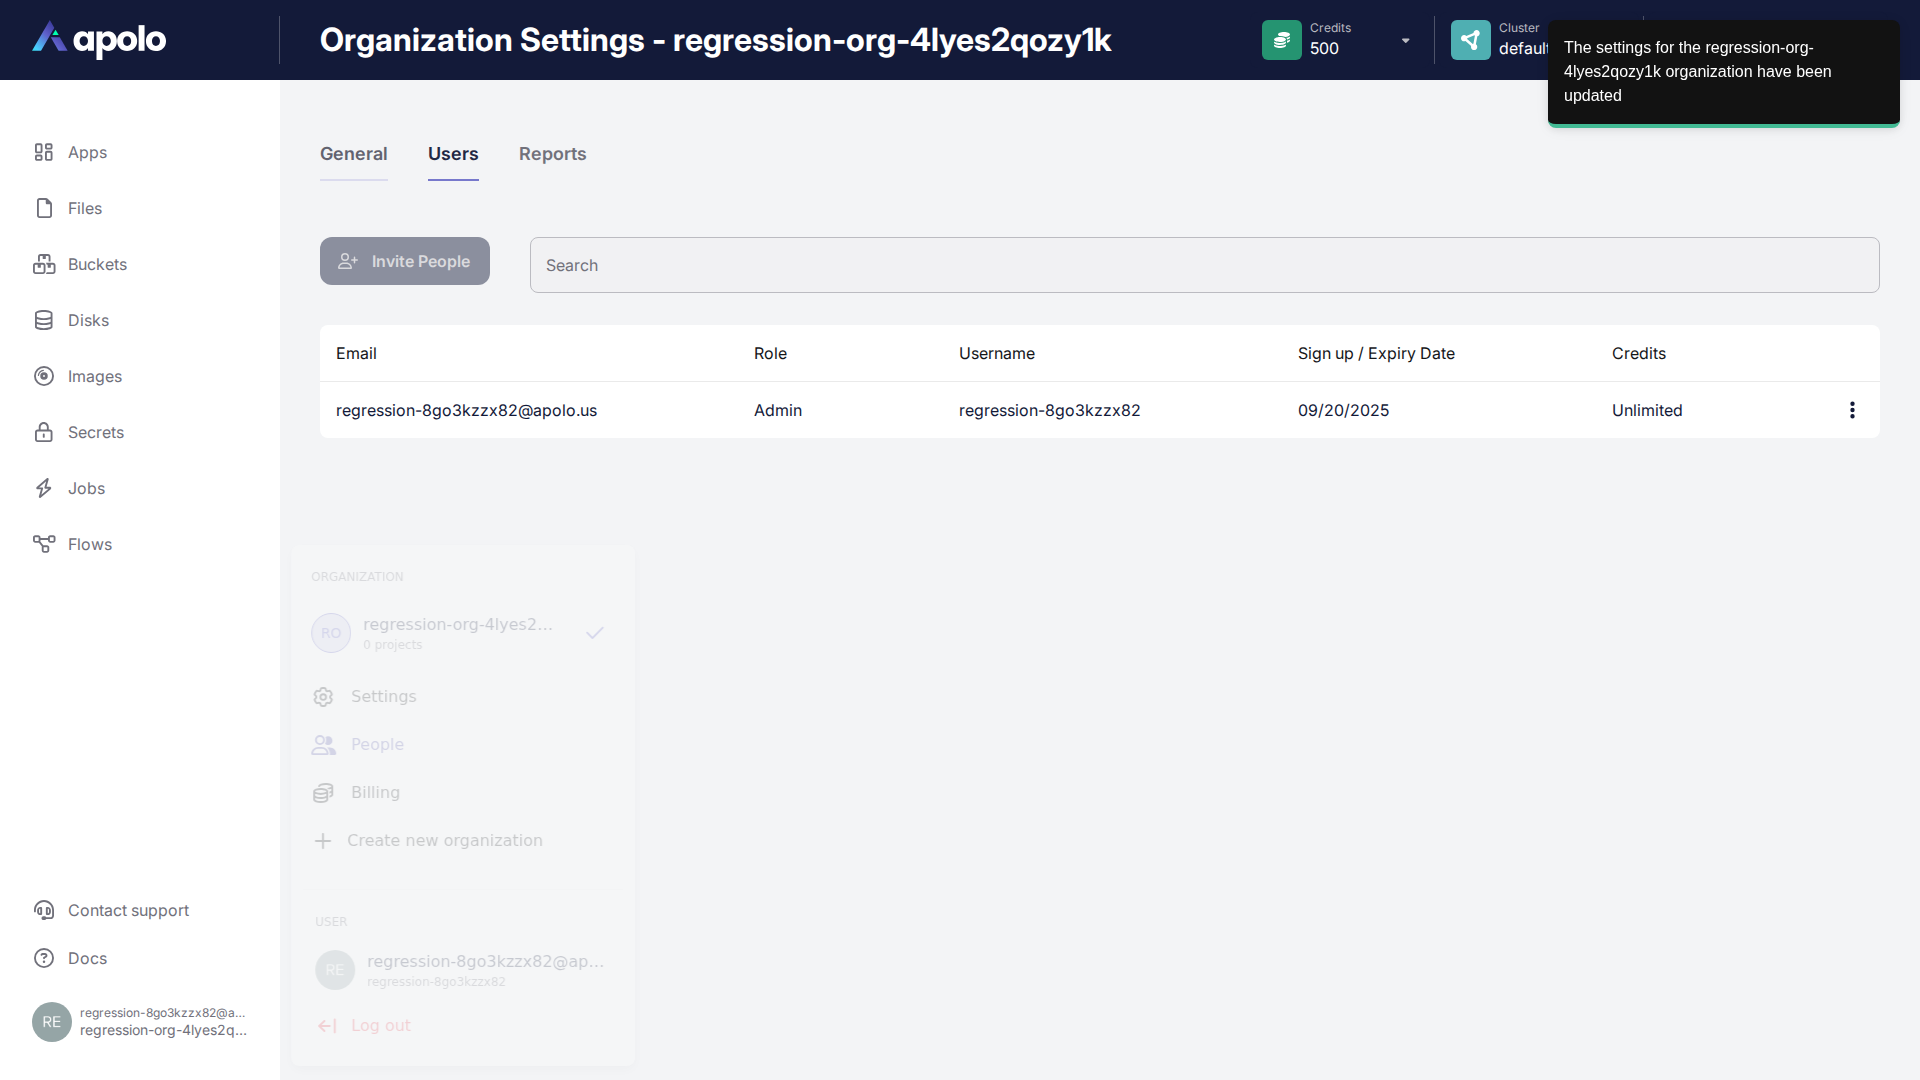 apolo
Organization Settings - regression-org-4lyes2qozy1k
Credits
500
Cluster
default
The settings for the regression-org-
4lyes2qozy1k organization have been
updated
Apps
Files
Buckets
Disks
Images
Secrets
Jobs
Flows
Contact support
Docs
RE
regression-8go3kzzx82@a...
regression-org-4lyes2q...
General
Users
Reports
Invite People
Search
Email Role Username Sign up / Expiry Date Credits
regression-8go3kzzx82@apolo.us Admin regression-8go3kzzx82 09/20/2025 Unlimited
ORGANIZATION
RO
regression-org-4lyes2...
0 projects
Settings
People
Billing
Create new organization
USER
RE
regression-8go3kzzx82@ap...
regression-8go3kzzx82
Log out